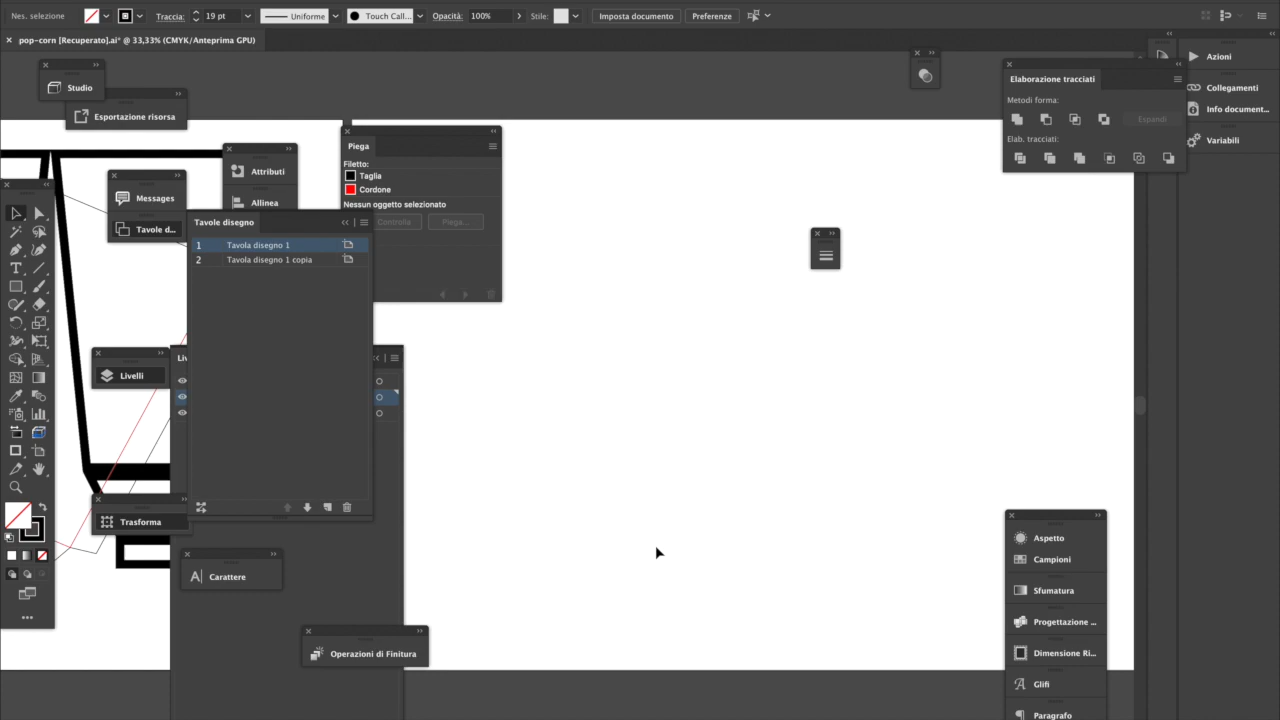 Nes. selezione
Traccia: 19 pt Uniforme Touch Call... Opacità: 100% Stile: Imposta documento Preferenze
pop-corn [Recuperato].ai* @ 33,33% (CMYK/Anteprima GPU)
Studio
Esportazione risorsa
Messages
Tavole d...
Attributi
Allinea
Piega
Filetto:
Taglia
Cordone
Nessun oggetto selezionato
Controlla Piega...
Tavole disegno
1 Tavola disegno 1
2 Tavola disegno 1 copia
Liv
Livelli
Trasforma
Carattere
Operazioni di Finitura
Elaborazione tracciati
Metodi forma:
Espandi
Elab. tracciati:
Azioni
Collegamenti
Info document...
Variabili
Aspetto
Campioni
Sfumatura
Progettazione ...
Dimensione Ri...
Glifi
Paragrafo